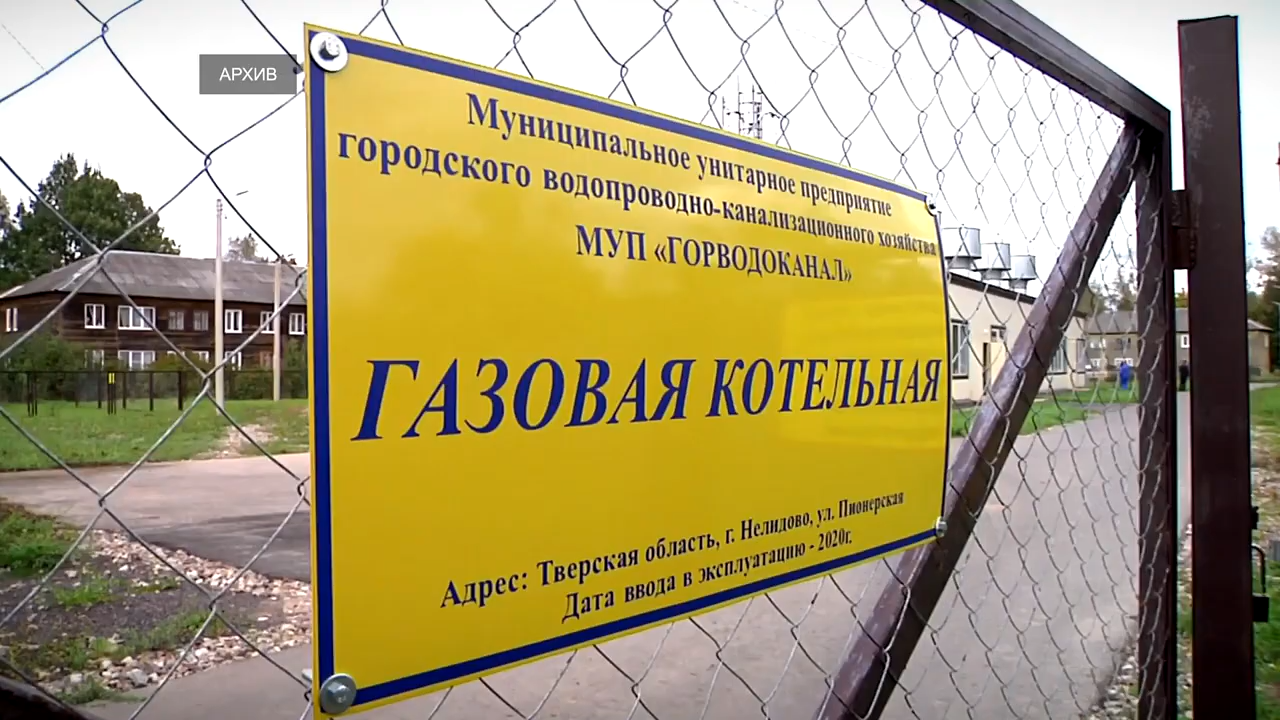 АРХИВ
Муниципальное унитарное предприятие
городского водопроводно-канализационного хозяйства
МУП «ГОРВОДОКАНАЛ»
ГАЗОВАЯ КОТЕЛЬНАЯ
Адрес: Тверская область, г. Нелидово, ул. Пионерская
Дата ввода в эксплуатацию - 2020г.